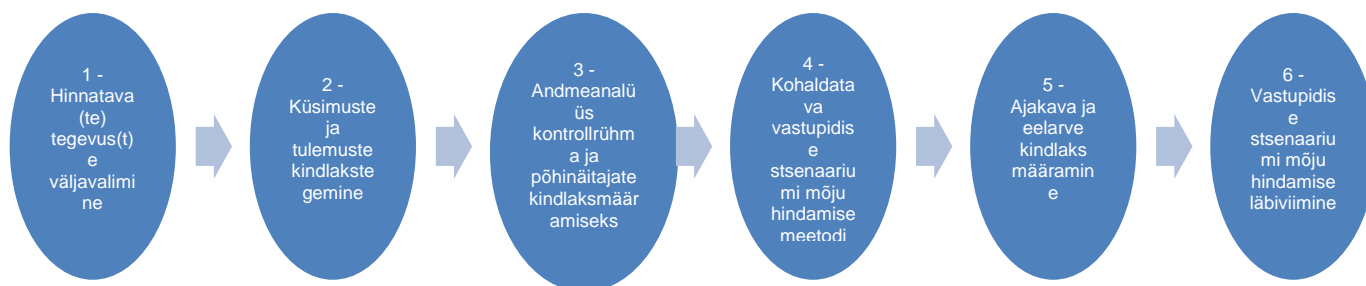 1 -
Hinnatava
(te)
tegevus(t)
e
väljavalimi
ne
2 -
Küsimuste
ja
tulemuste
kindlakste
gemine
3 -
Andmeanalü
üs
kontrollrühm
a ja
põhinäitajate
kindlaksmäär
amiseks
4 -
Kohaldata
va
vastupidis
e
stsenaariu
mi mõju
hindamise
meetodi
5 -
Ajakava ja
eelarve
kindlaks
määramin
e
6 -
Vastupidis
e
stsenaariu
mi mõju
hindamise
läbiviimine